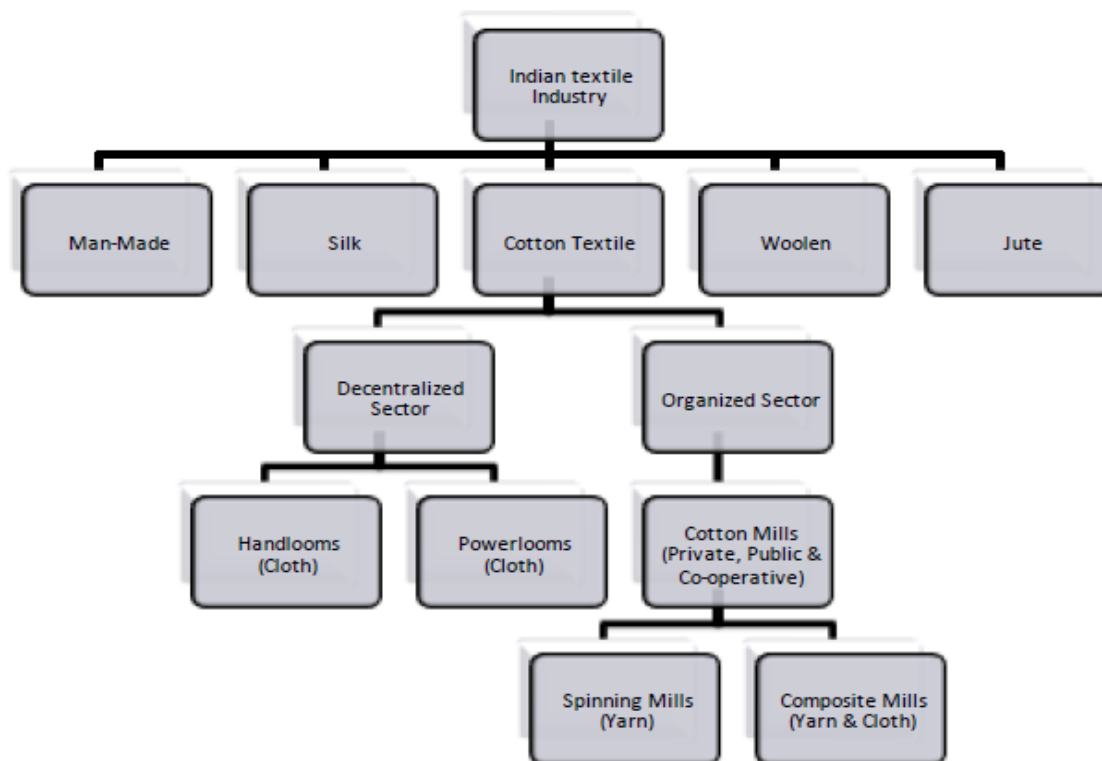 Indian textile
Industry
Man-Made
Silk
Cotton Textile
Woolen
Jute
Decentralized
Sector
Organized Sector
Handlooms
(Cloth)
Powerlooms
(Cloth)
Cotton Mills
(Private, Public &
Co-operative)
Spinning Mills
(Yarn)
Composite Mills
(Yarn & Cloth)